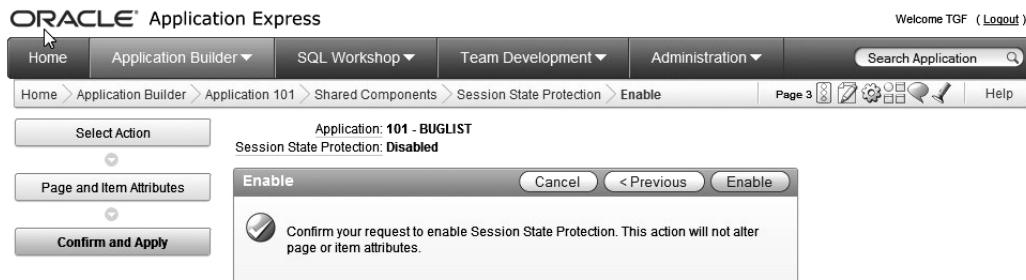 ORACLE® Application Express
Welcome TGF ( Logout )
Home Application Builder SQL Workshop Team Development Administration Search Application
Home Application Builder Application 101 Shared Components Session State Protection Enable Page 3 Help
Select Action
Application: 101 - BUGLIST
Session State Protection: Disabled
Page and Item Attributes
Confirm and Apply
Enable Cancel < Previous Enable
Confirm your request to enable Session State Protection. This action will not alter
page or item attributes.